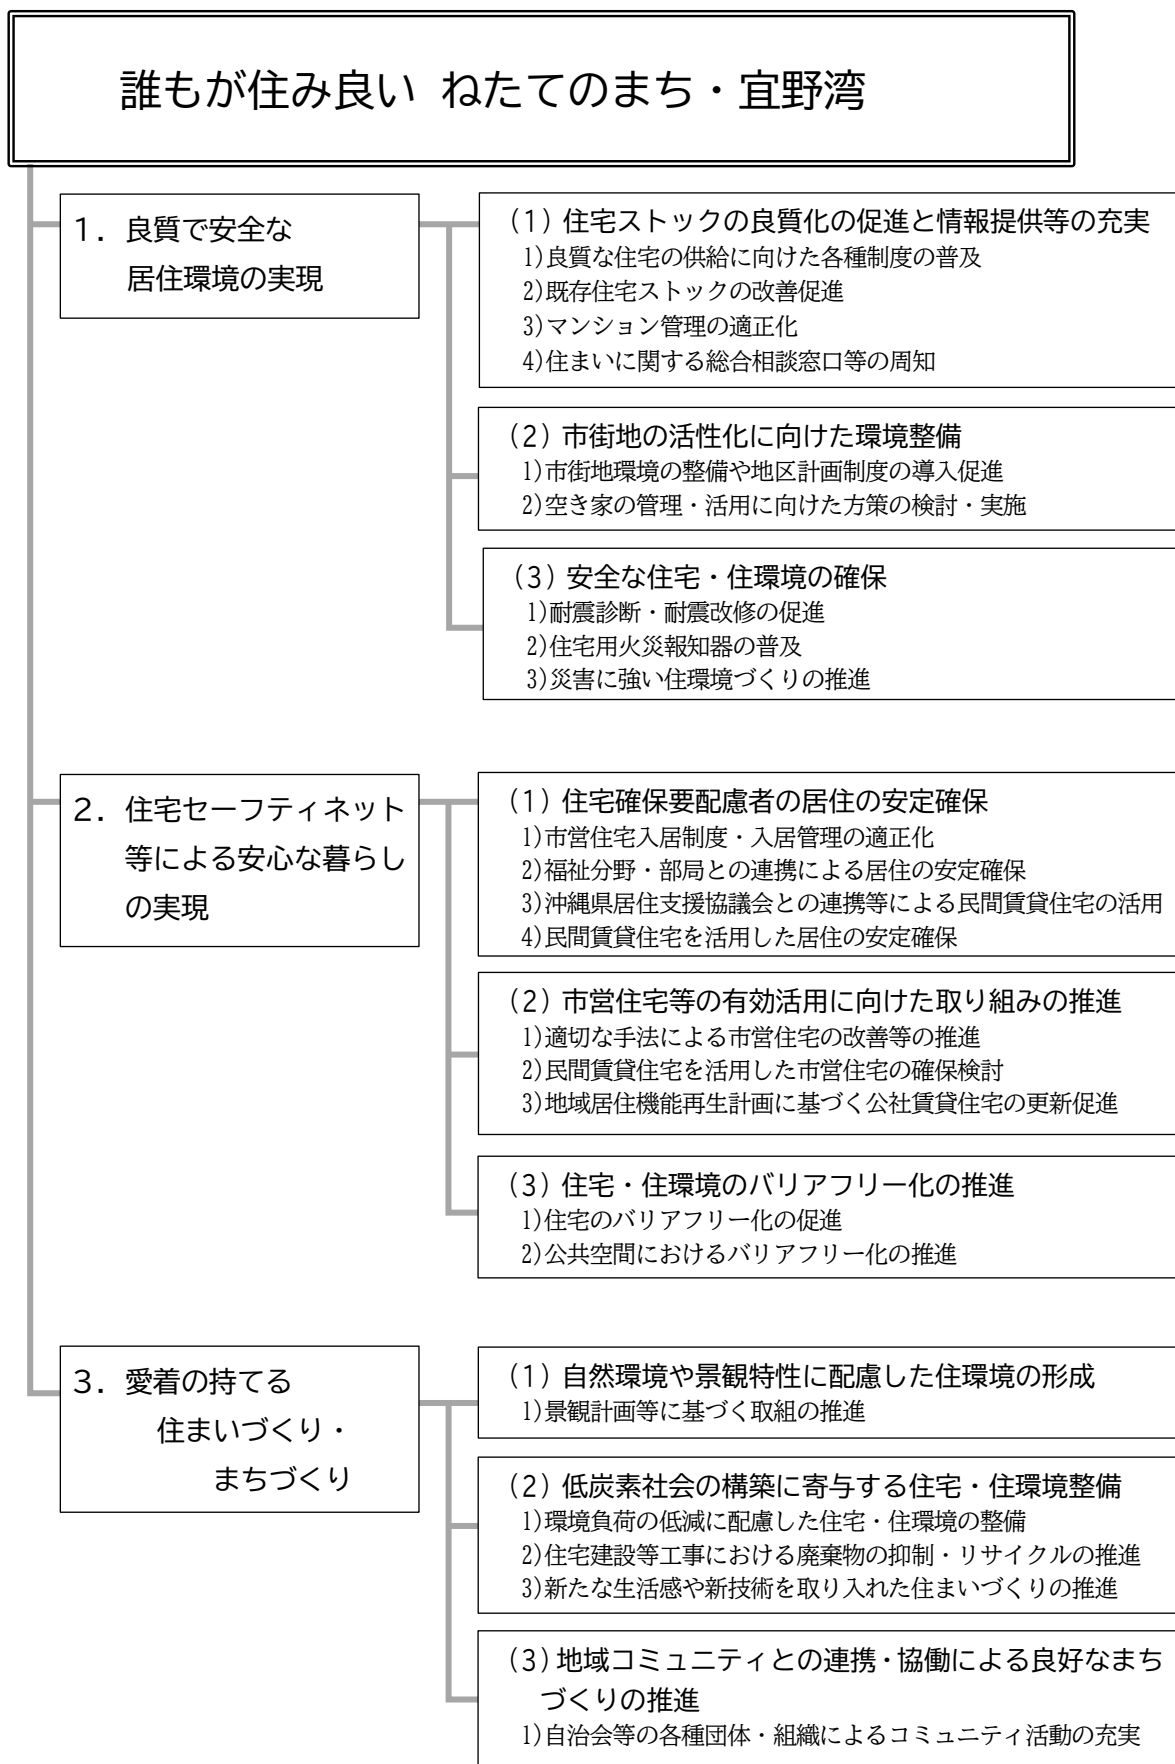 誰もが住み良い ねたてのまち・宜野湾
1. 良質で安全な
居住環境の実現
(1) 住宅ストックの良質化の促進と情報提供等の充実
1)良質な住宅の供給に向けた各種制度の普及
2)既存住宅ストックの改善促進
3)マンション管理の適正化
4)住まいに関する総合相談窓口等の周知
(2) 市街地の活性化に向けた環境整備
1)市街地環境の整備や地区計画制度の導入促進
2)空き家の管理・活用に向けた方策の検討・実施
(3) 安全な住宅・住環境の確保
1)耐震診断・耐震改修の促進
2)住宅用火災報知器の普及
3)災害に強い住環境づくりの推進
2. 住宅セーフティネット
等による安心な暮らし
の実現
(1) 住宅確保要配慮者の居住の安定確保
1)市営住宅入居制度・入居管理の適正化
2)福祉分野・部局との連携による居住の安定確保
3)沖縄県居住支援協議会との連携等による民間賃貸住宅の活用
4)民間賃貸住宅を活用した居住の安定確保
(2) 市営住宅等の有効活用に向けた取り組みの推進
1)適切な手法による市営住宅の改善等の推進
2)民間賃貸住宅を活用した市営住宅の確保検討
3)地域居住機能再生計画に基づく公社賃貸住宅の更新促進
(3) 住宅・住環境のバリアフリー化の推進
1)住宅のバリアフリー化の促進
2)公共空間におけるバリアフリー化の推進
3. 愛着の持てる
住まいづくり・
まちづくり
(1) 自然環境や景観特性に配慮した住環境の形成
1)景観計画等に基づく取組の推進
(2) 低炭素社会の構築に寄与する住宅・住環境整備
1)環境負荷の低減に配慮した住宅・住環境の整備
2)住宅建設等工事における廃棄物の抑制・リサイクルの推進
3)新たな生活感や新技術を取り入れた住まいづくりの推進
(3) 地域コミュニティとの連携・協働による良好なまち
づくりの推進
1)自治会等の各種団体・組織によるコミュニティ活動の充実